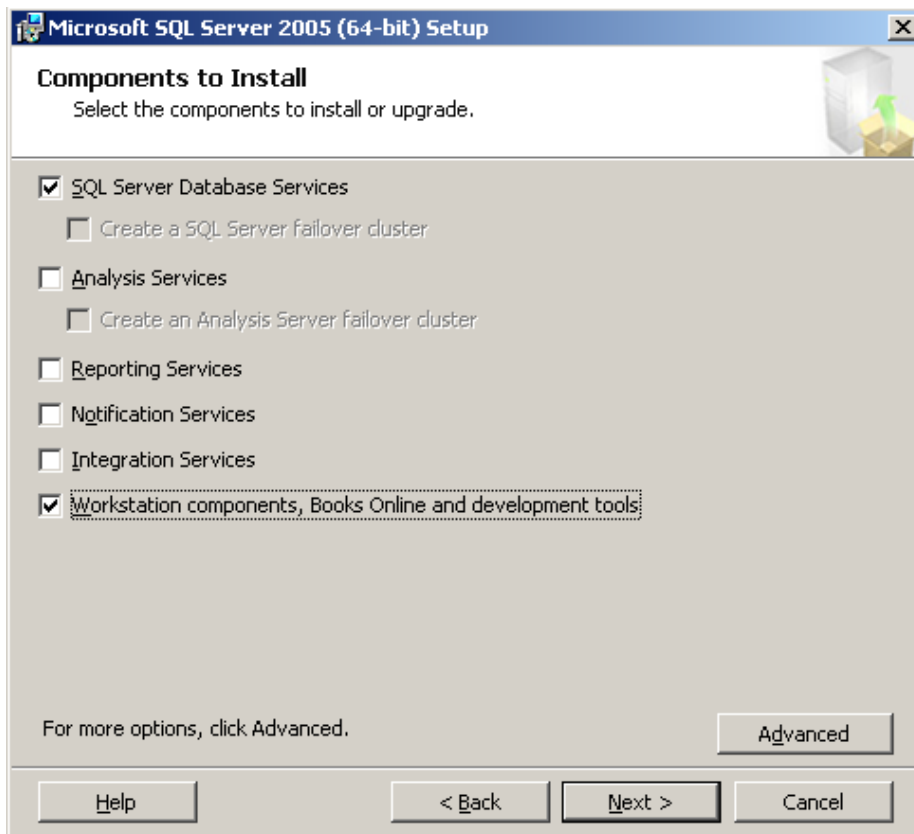 Microsoft SQL Server 2005 (64-bit) Setup
Components to Install
Select the components to install or upgrade.
SQL Server Database Services
Create a SQL Server failover cluster
Analysis Services
Create an Analysis Server failover cluster
Reporting Services
Notification Services
Integration Services
Workstation components, Books Online and development tools
For more options, click Advanced.
Advanced
Help
< Back
Next >
Cancel